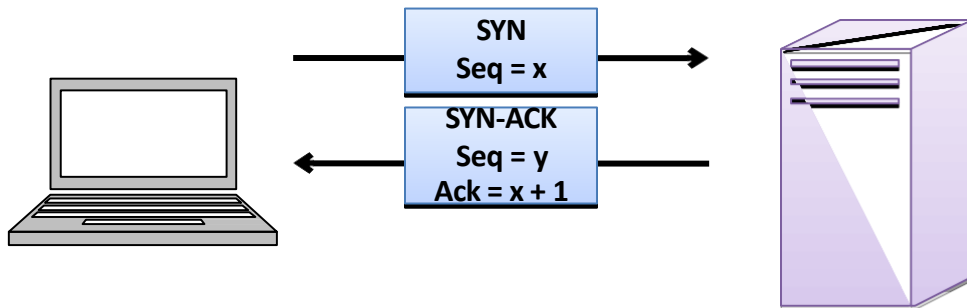 SYN
Seq = x
SYN-ACK
Seq = y
Ack = x + 1